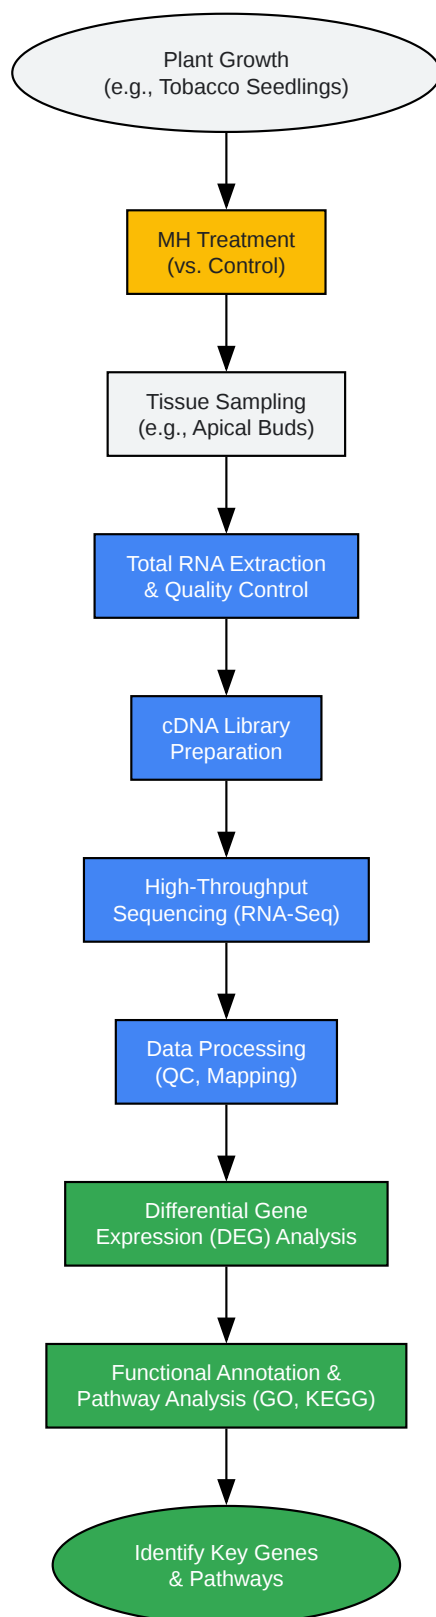 Plant Growth
(e.g., Tobacco Seedlings)
MH Treatment
(vs. Control)
Tissue Sampling
(e.g., Apical Buds)
Total RNA Extraction
& Quality Control
cDNA Library
Preparation
High-Throughput
Sequencing (RNA-Seq)
Data Processing
(QC, Mapping)
Differential Gene
Expression (DEG) Analysis
Functional Annotation &
Pathway Analysis (GO, KEGG)
Identify Key Genes
& Pathways